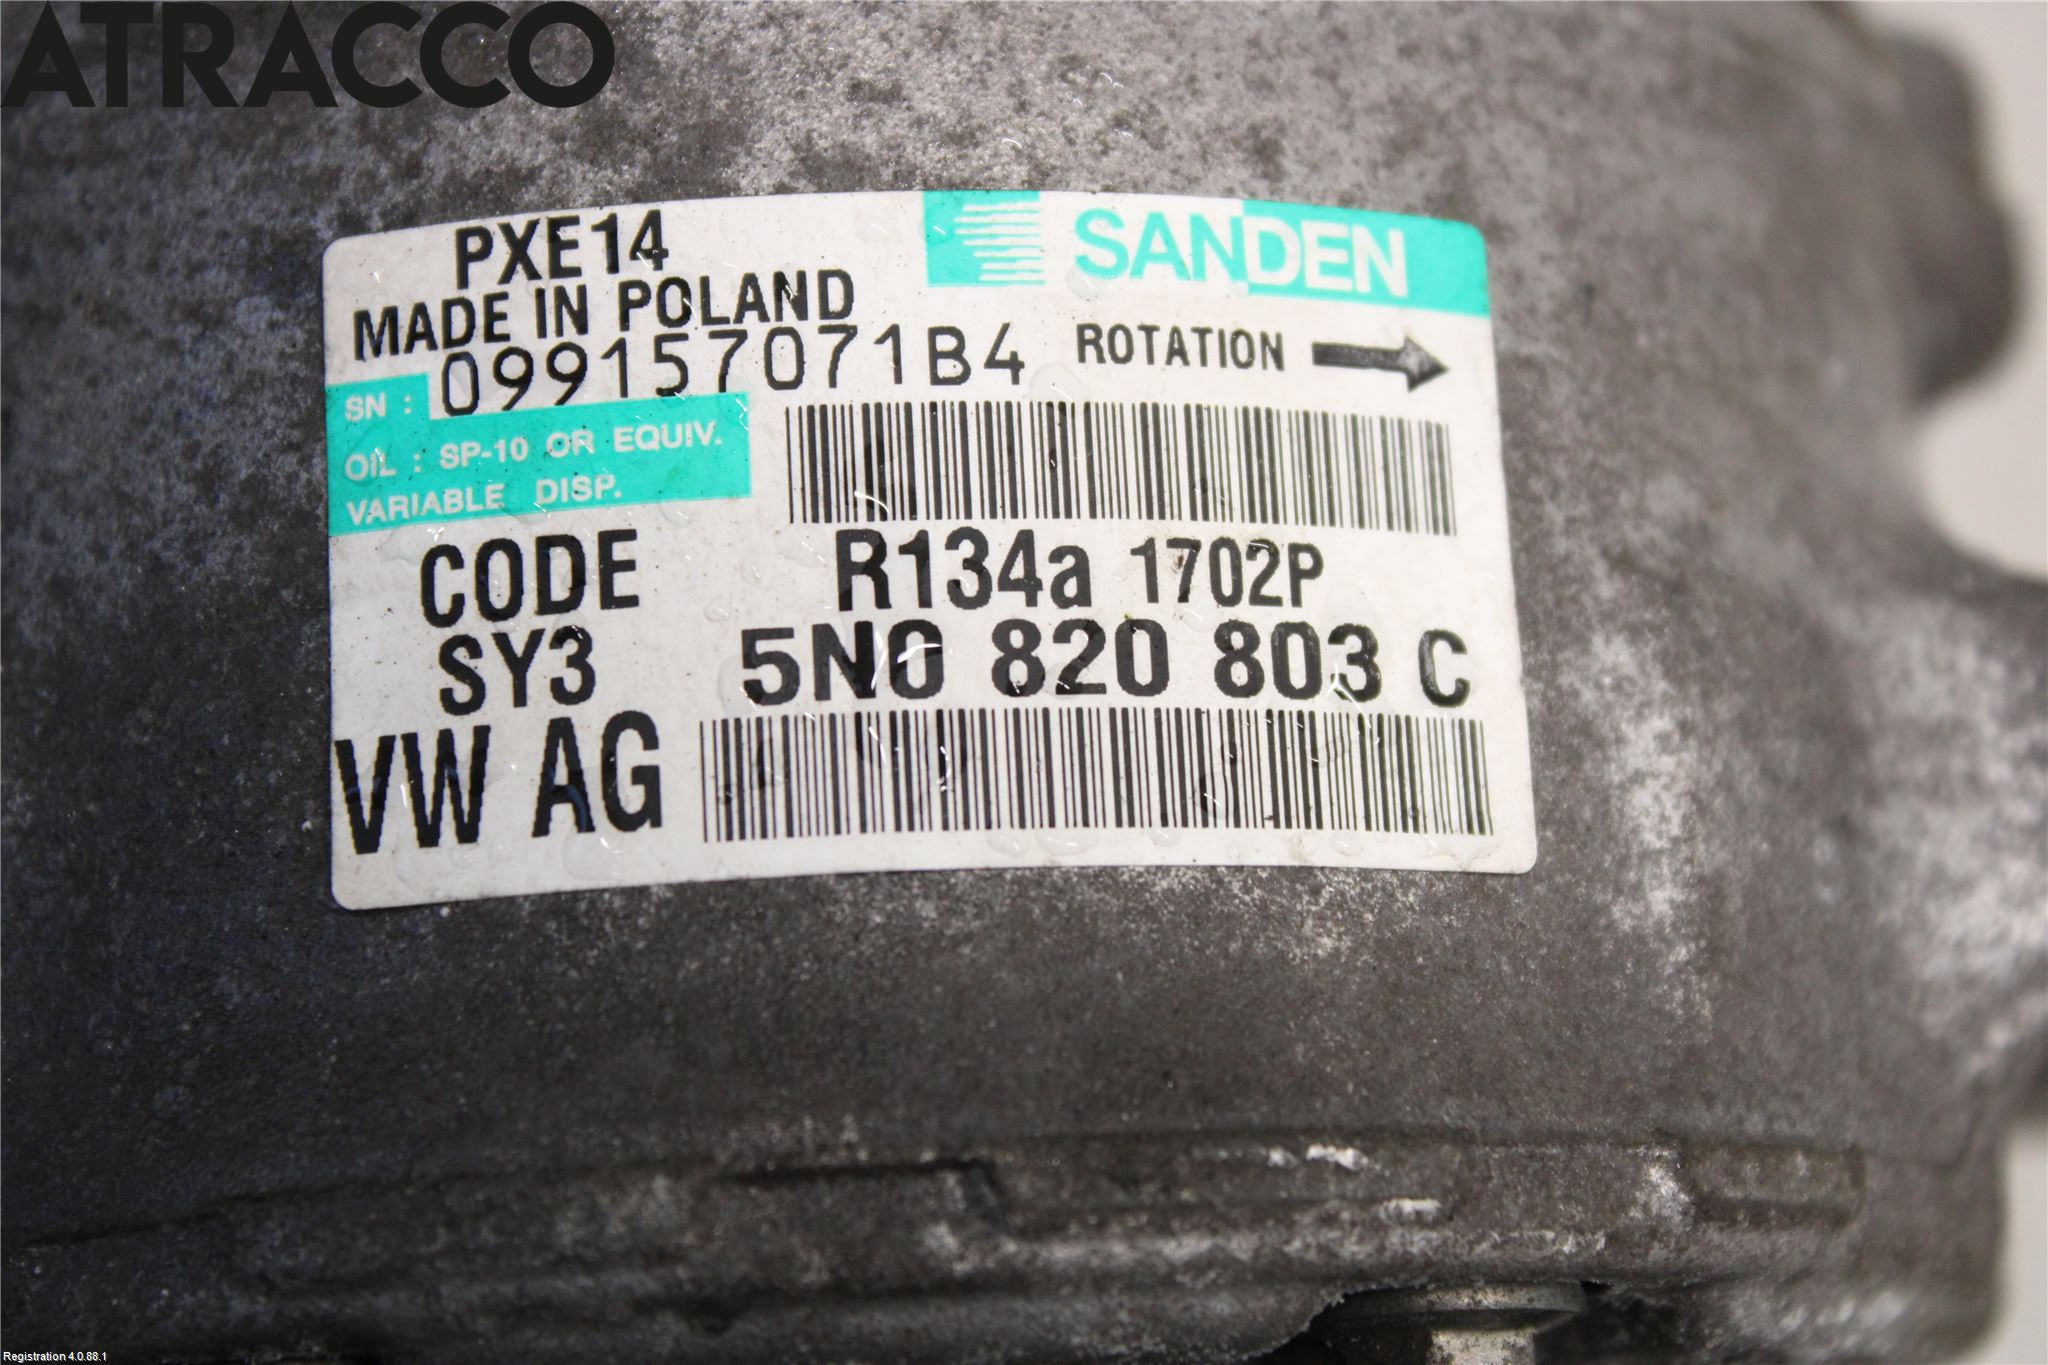 ATRACCO
PXE14
SANDEN
MADE IN POLAND
SN : 099157071B4
ROTATION
OIL : SP-10 OR EQUIV.
VARIABLE DISP.
CODE R134a 1702P
SY3 5N0 820 803 C
VW AG
Registration 4.0.88.1